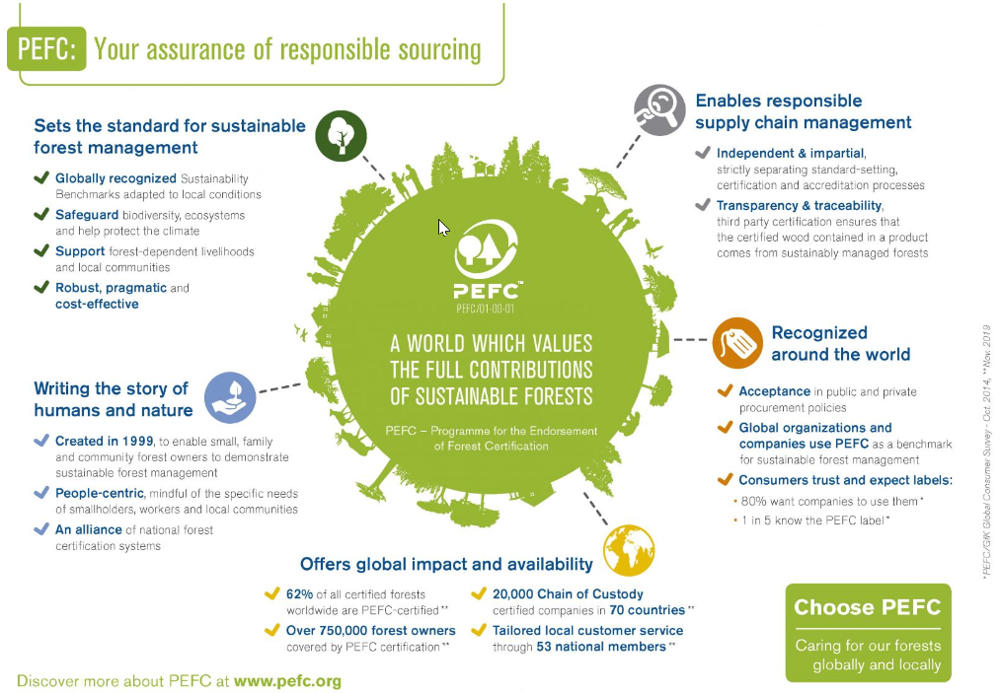 PEFC: Your assurance of responsible sourcing
Sets the standard for sustainable
forest management
Globally recognized Sustainability
Benchmarks adapted to local conditions
Safeguard biodiversity, ecosystems
and help protect the climate
Support forest-dependent livelihoods
and local communities
Robust, pragmatic and
cost-effective
Writing the story of
humans and nature
Created in 1999, to enable small, family
and community forest owners to demonstrate
sustainable forest management
People-centric, mindful of the specific needs
of smallholders, workers and local communities
An alliance of national forest
certification systems
PEFC™
PEFC/01-00-01
A WORLD WHICH VALUES
THE FULL CONTRIBUTIONS
OF SUSTAINABLE FORESTS
PEFC – Programme for the Endorsement
of Forest Certification
Enables responsible
supply chain management
Independent & impartial,
strictly separating standard-setting,
certification and accreditation processes
Transparency & traceability,
third party certification ensures that
the certified wood contained in a product
comes from sustainably managed forests
Recognized
around the world
Acceptance in public and private
procurement policies
Global organizations and
companies use PEFC as a benchmark
for sustainable forest management
Consumers trust and expect labels:
• 80% want companies to use them*
• 1 in 5 know the PEFC label*
Offers global impact and availability
62% of all certified forests
worldwide are PEFC-certified**
Over 750,000 forest owners
covered by PEFC certification**
20,000 Chain of Custody
certified companies in 70 countries**
Tailored local customer service
through 53 national members**
Choose PEFC
Caring for our forests
globally and locally
Discover more about PEFC at www.pefc.org
*PEFC/GfK Global Consumer Survey - Oct. 2014, **Nov. 2019